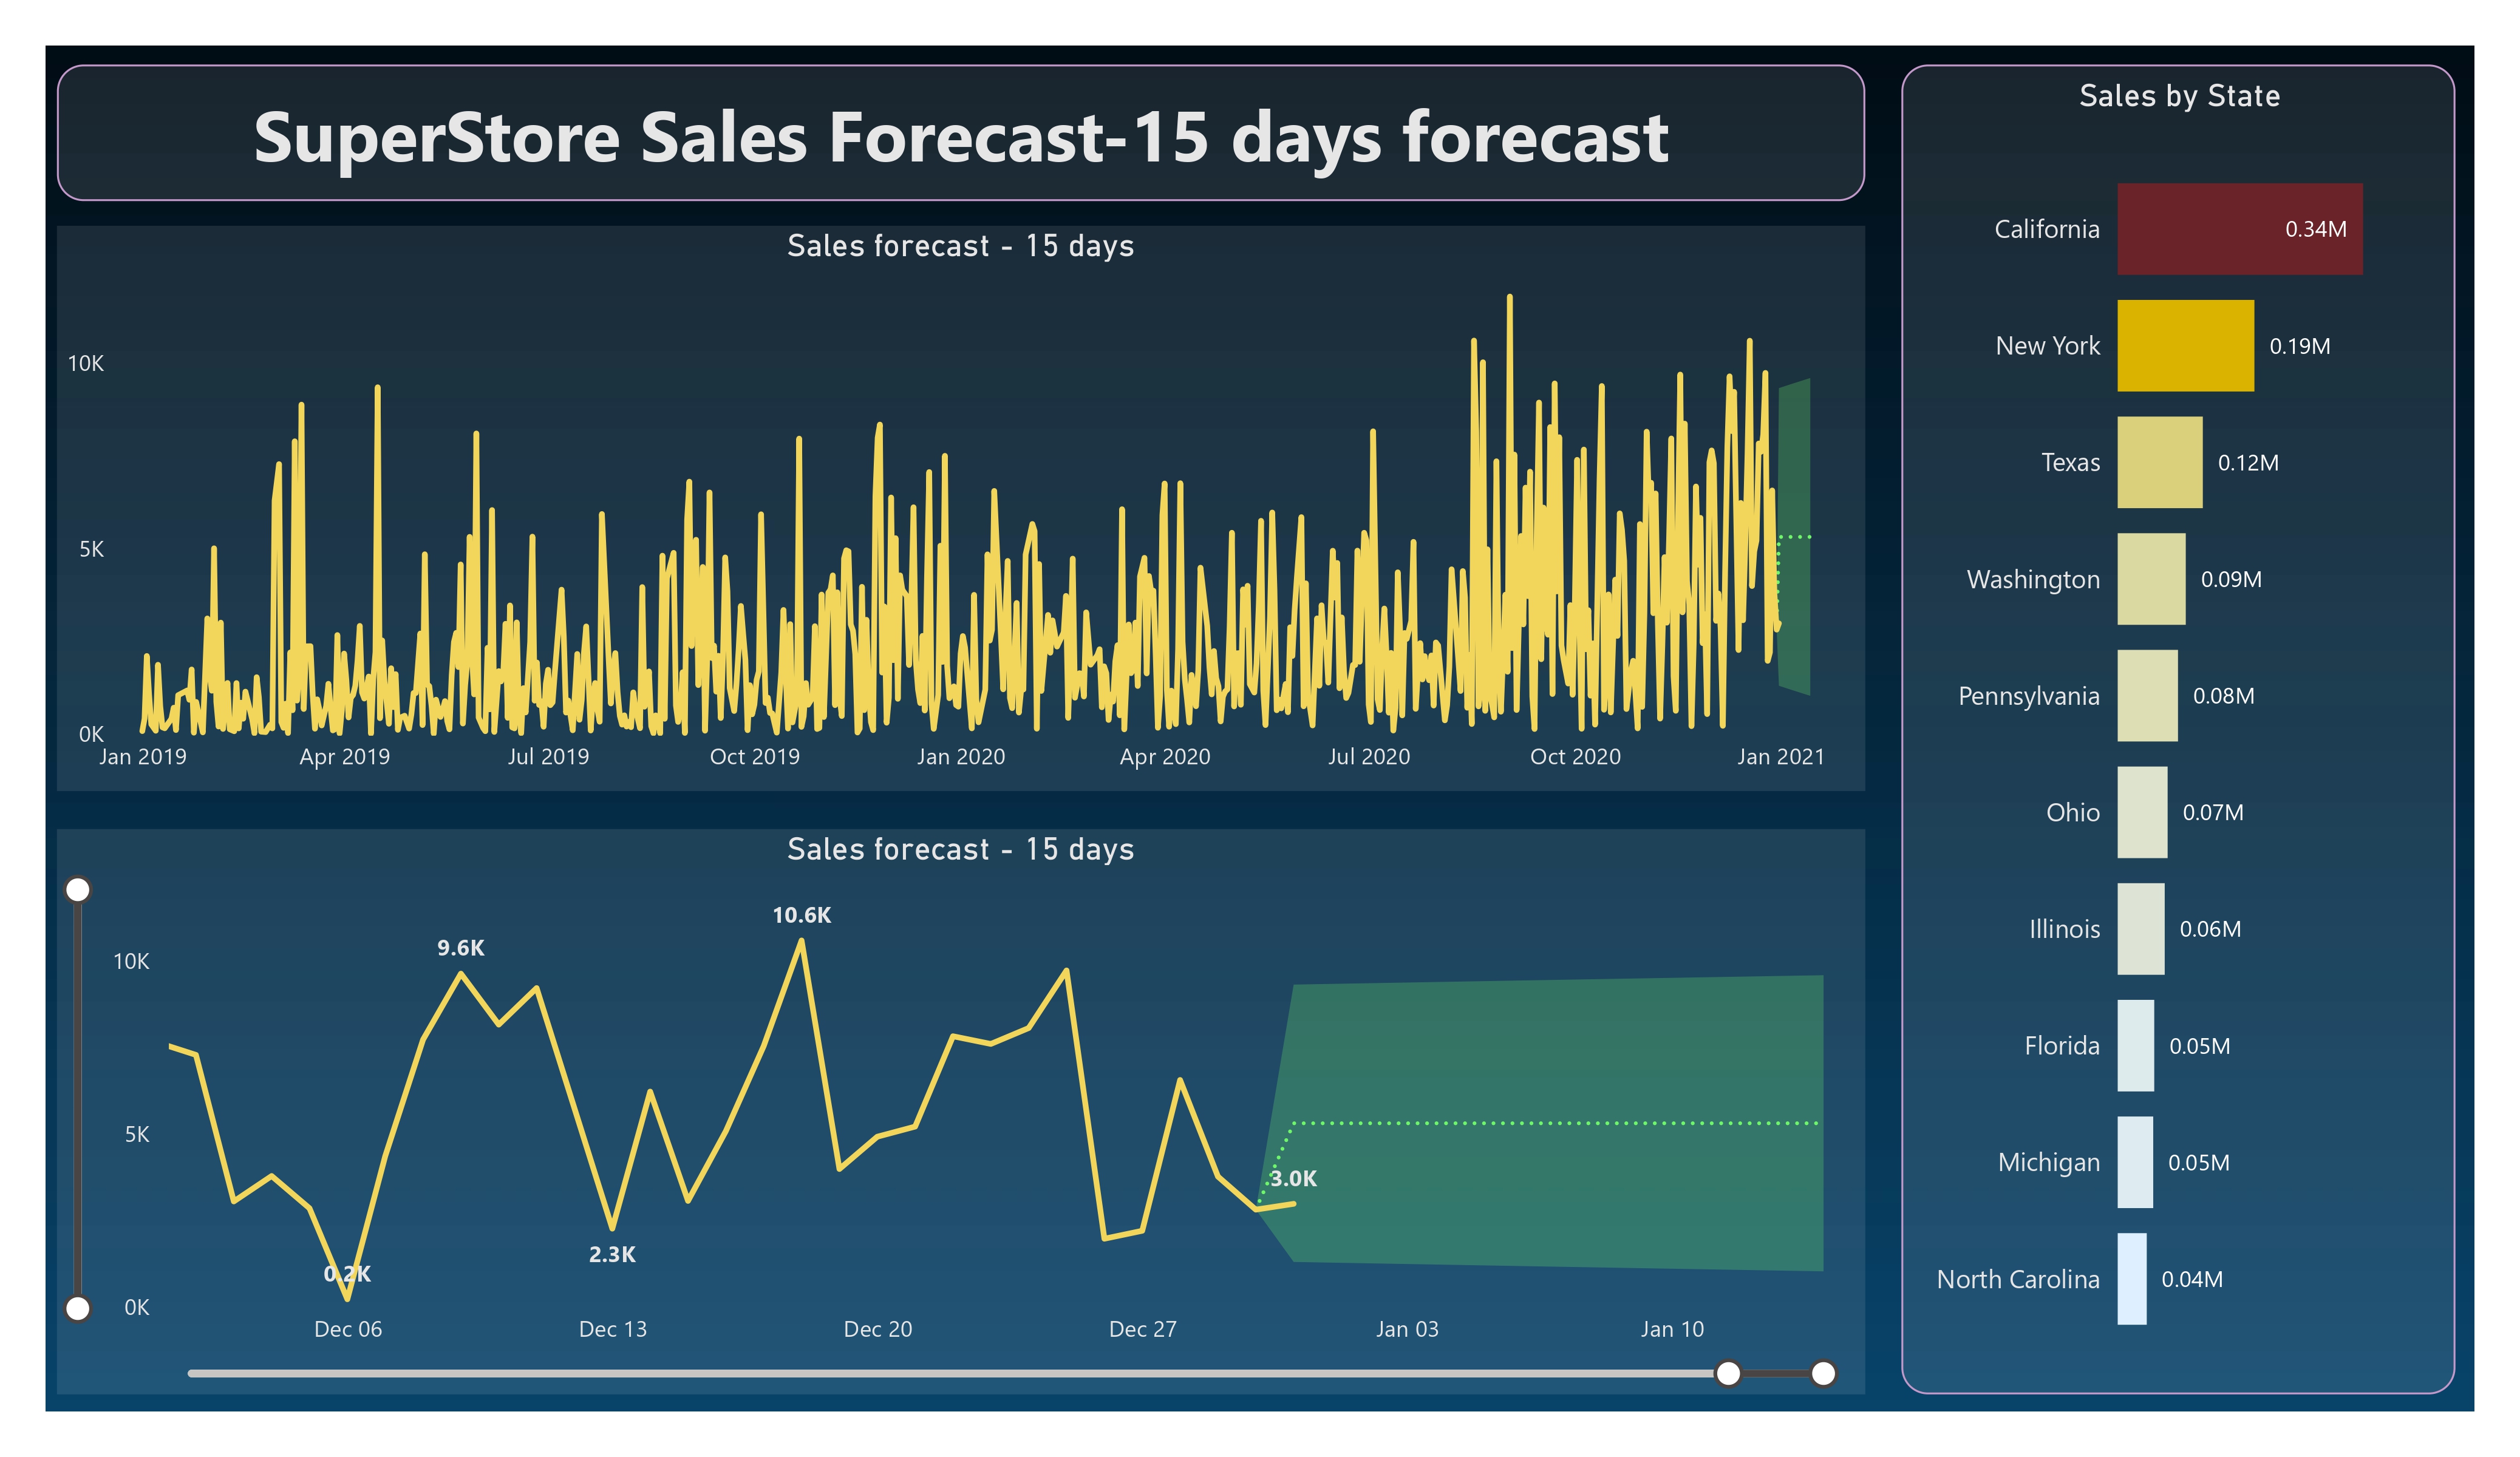 SuperStore Sales Forecast-15 days forecast
Sales forecast - 15 days
10K
5K
0K
Jan 2019 Apr 2019 Jul 2019 Oct 2019 Jan 2020 Apr 2020 Jul 2020 Oct 2020 Jan 2021
Sales forecast - 15 days
10.6K
9.6K
10K
5K
3.0K
2.3K
0.2K
0K
Dec 06 Dec 13 Dec 20 Dec 27 Jan 03 Jan 10
Sales by State
California 0.34M
New York 0.19M
Texas 0.12M
Washington 0.09M
Pennsylvania 0.08M
Ohio 0.07M
Illinois 0.06M
Florida 0.05M
Michigan 0.05M
North Carolina 0.04M